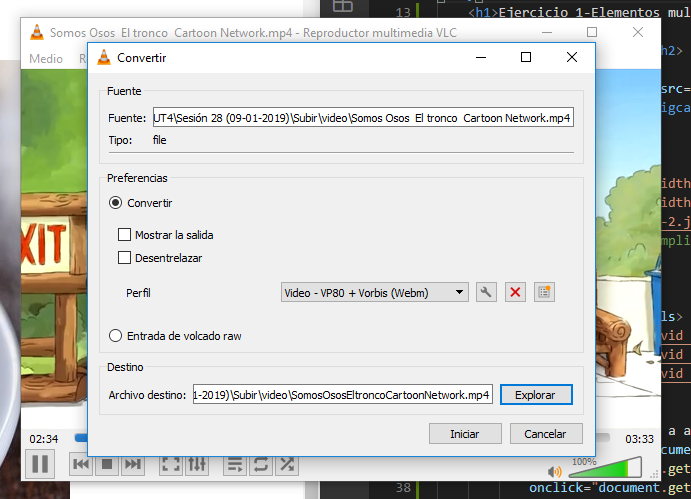 13 <h1>Ejercicio 1-Elementos mul
Somos Osos  El tronco  Cartoon Network.mp4 - Reproductor multimedia VLC
Medio
h2>
Convertir
src=
igca
Fuente
Fuente: UT4\Sesión 28 (09-01-2019)\Subir\video\Somos Osos  El tronco  Cartoon Network.mp4
Tipo: file
Preferencias
Convertir
idth
idth
-2.j
mpli
Mostrar la salida
EXIT
Desentrelazar
Perfil Video - VP80 + Vorbis (Webm)
ls>
vid
Entrada de volcado raw
vid
Destino
vid
Archivo destino: 1-2019)\Subir\video\SomosOsosEltroncoCartoonNetwork.mp4 Explorar
Iniciar Cancelar
a a
02:34 03:33
cume
100%
.get
38 onclick="document.get